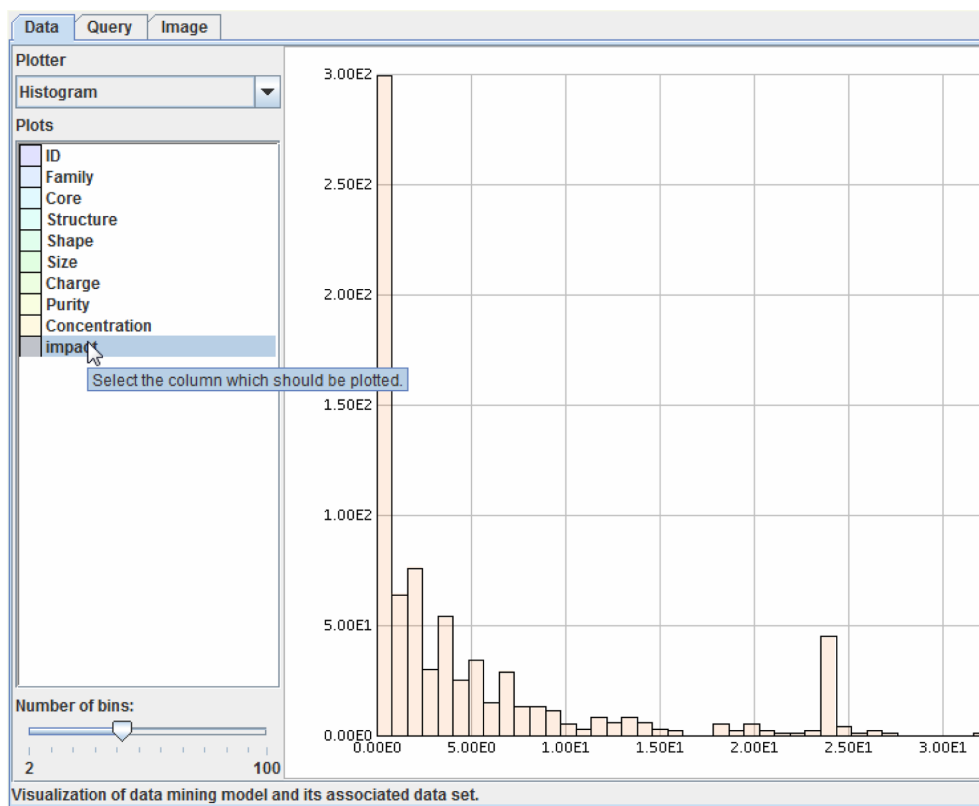 Data Query Image
Plotter
Histogram
Plots
ID
Family
Core
Structure
Shape
Size
Charge
Purity
Concentration
impact
Select the column which should be plotted.
Number of bins:
2 100
3.00E2
2.50E2
2.00E2
1.50E2
1.00E2
5.00E1
0.00E0
0.00E0 5.00E0 1.00E1 1.50E1 2.00E1 2.50E1 3.00E1
Visualization of data mining model and its associated data set.